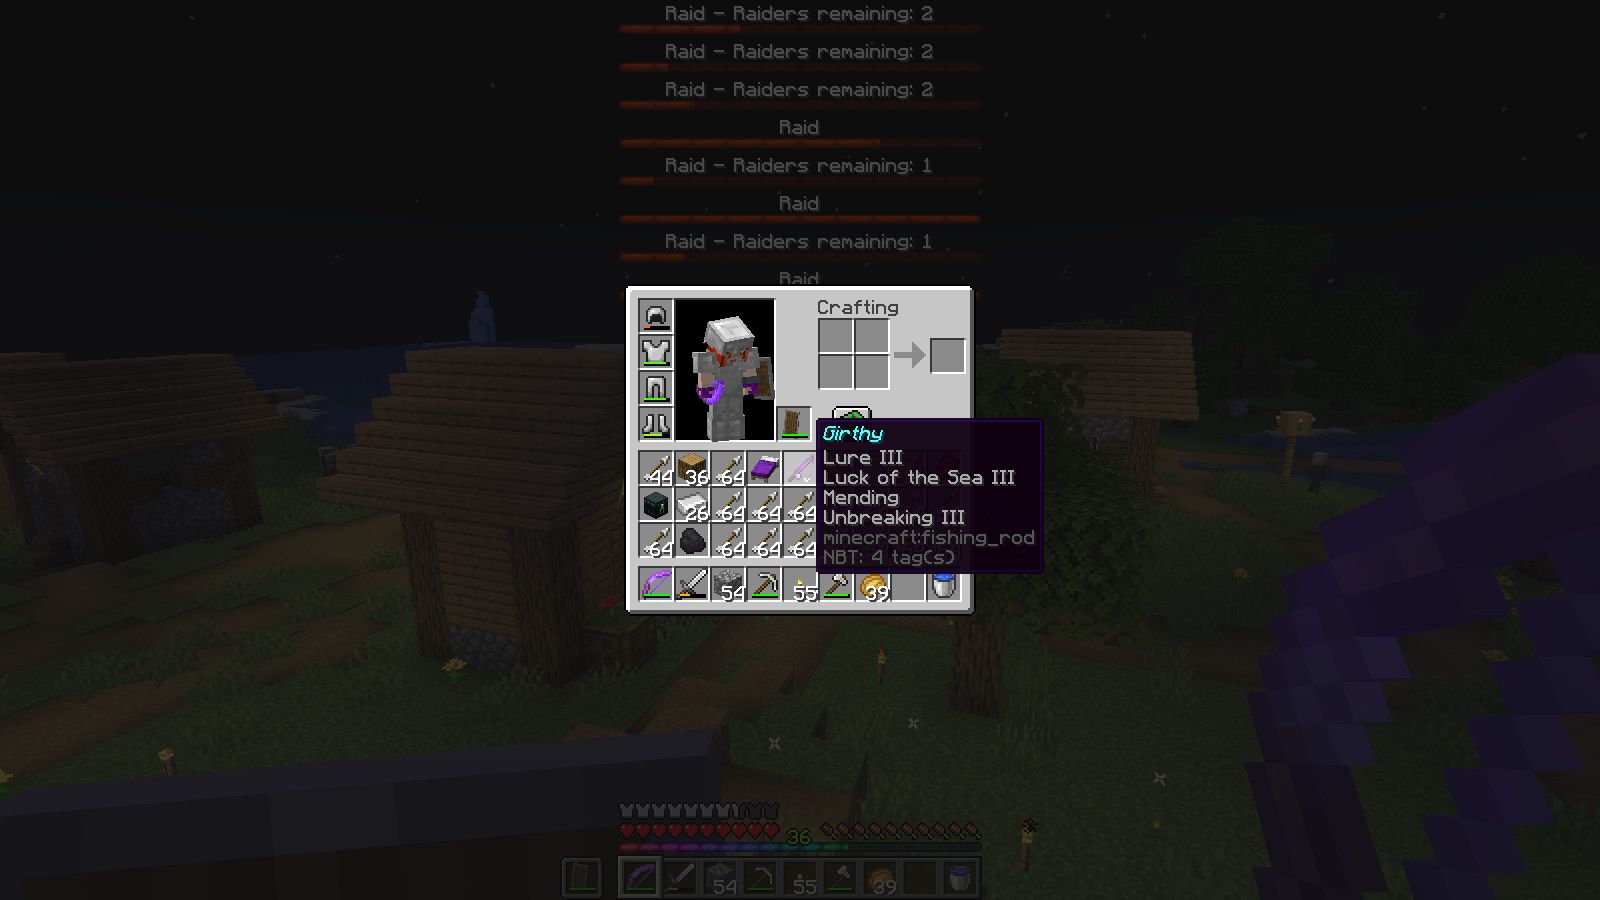 Raid - Raiders remaining: 2
Raid - Raiders remaining: 2
Raid - Raiders remaining: 2
Raid
Raid - Raiders remaining: 1
Raid
Raid - Raiders remaining: 1
Raid
Crafting
Girthy
Lure III
Luck of the Sea III
Mending
Unbreaking III
minecraft:fishing_rod
NBT: 4 tag(s)
44 36 64
26 64 64 64
64 64 64 64
54 55 39
36
54 55 39